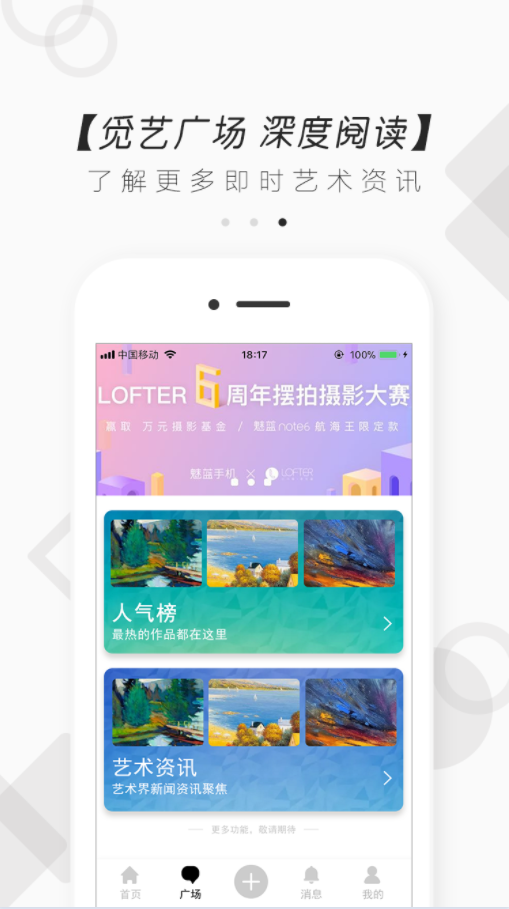 【觅艺广场 深度阅读】
了解更多即时艺术资讯
中国移动 18:17 100%
LOFTER 6 周年摆拍摄影大赛
赢取 万元摄影基金 / 魅蓝note6 航海王限定款
魅蓝手机 × LOFTER
人气榜
最热的作品都在这里
艺术资讯
艺术界新闻资讯聚焦
更多功能，敬请期待
首页 广场 消息 我的